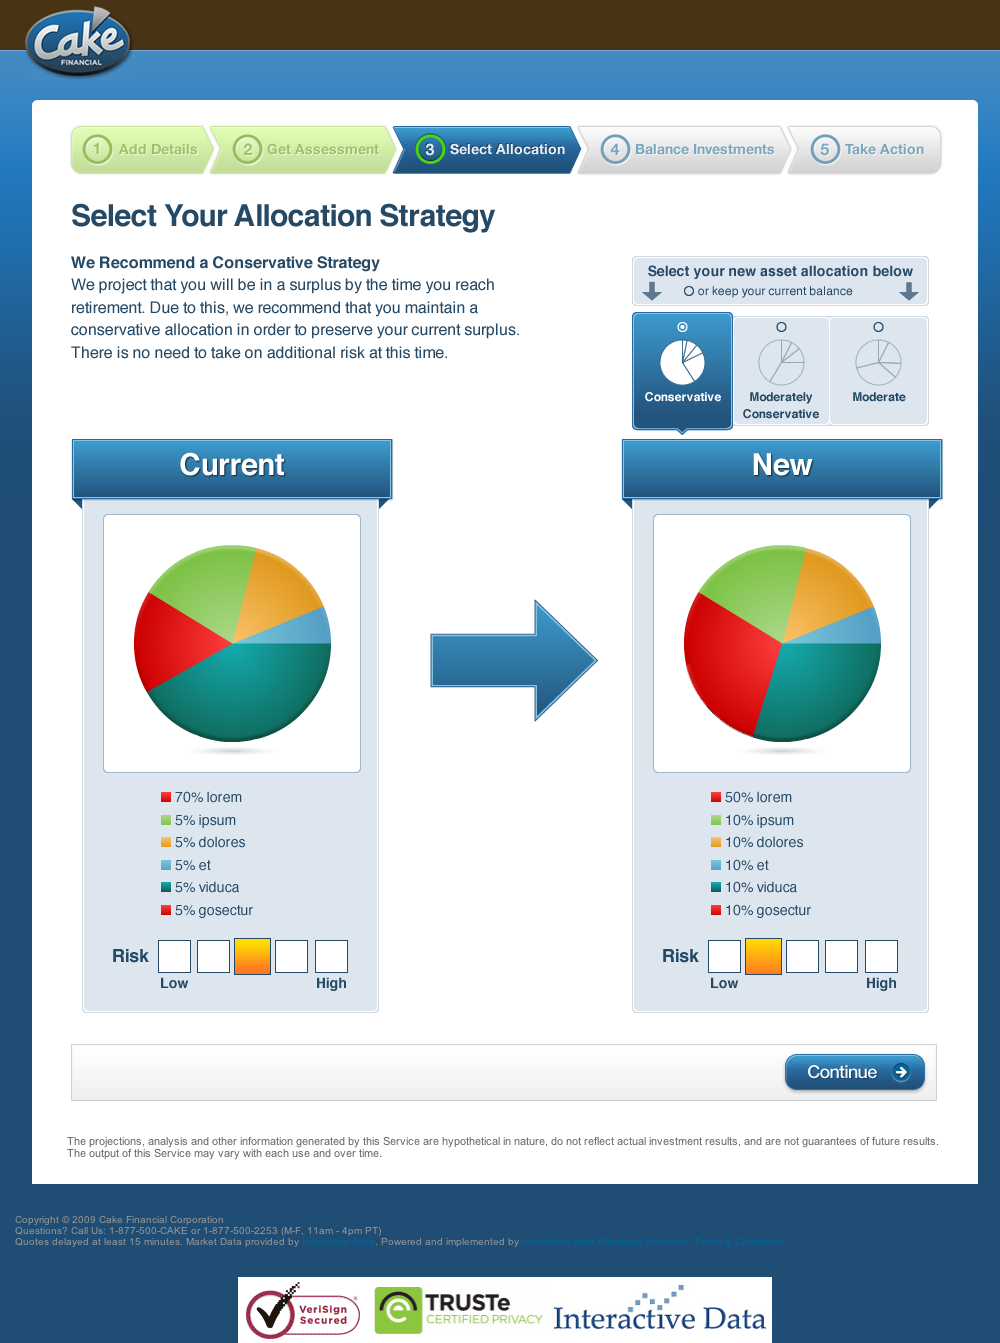 Cake
FINANCIAL
1 Add Details 2 Get Assessment 3 Select Allocation 4 Balance Investments 5 Take Action
Select Your Allocation Strategy
We Recommend a Conservative Strategy
We project that you will be in a surplus by the time you reach
retirement. Due to this, we recommend that you maintain a
conservative allocation in order to preserve your current surplus.
There is no need to take on additional risk at this time.
Select your new asset allocation below
or keep your current balance
Conservative
Moderately
Conservative
Moderate
Current
70% lorem
5% ipsum
5% dolores
5% et
5% viduca
5% gosectur
Risk
Low High
New
50% lorem
10% ipsum
10% dolores
10% et
10% viduca
10% gosectur
Risk
Low High
Continue
The projections, analysis and other information generated by this Service are hypothetical in nature, do not reflect actual investment results, and are not guarantees of future results.
The output of this Service may vary with each use and over time.
Copyright © 2009 Cake Financial Corporation
Questions? Call Us: 1-877-500-CAKE or 1-877-500-2253 (M-F, 11am - 4pm PT)
Quotes delayed at least 15 minutes. Market Data provided by Interactive Data. Powered and implemented by Interactive Data Managed Solutions. Terms & Conditions
VeriSign
Secured
TRUSTe
CERTIFIED PRIVACY
Interactive Data